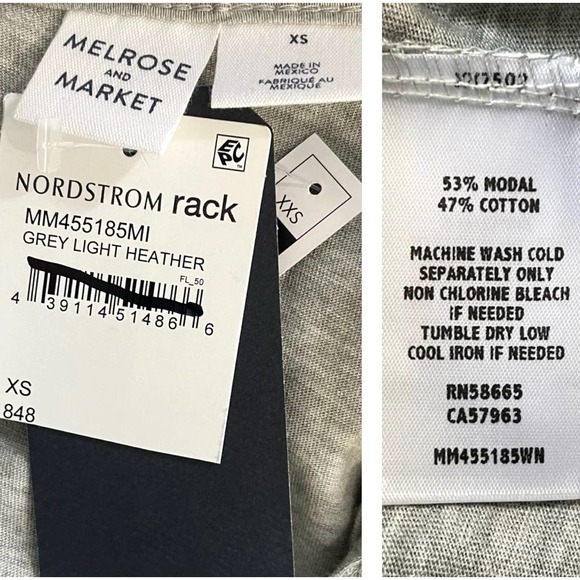 MELROSE
AND
MARKET
XS
MADE IN
MEXICO
FABRIQUÉ AU
MEXIQUE
EPC
NORDSTROM rack
MM455185MI
GREY LIGHT HEATHER
FL_50
4 39114 51486 6
XS
848
XXS
53% MODAL
47% COTTON
MACHINE WASH COLD
SEPARATELY ONLY
NON CHLORINE BLEACH
IF NEEDED
TUMBLE DRY LOW
COOL IRON IF NEEDED
RN58665
CA57963
MM455185WN